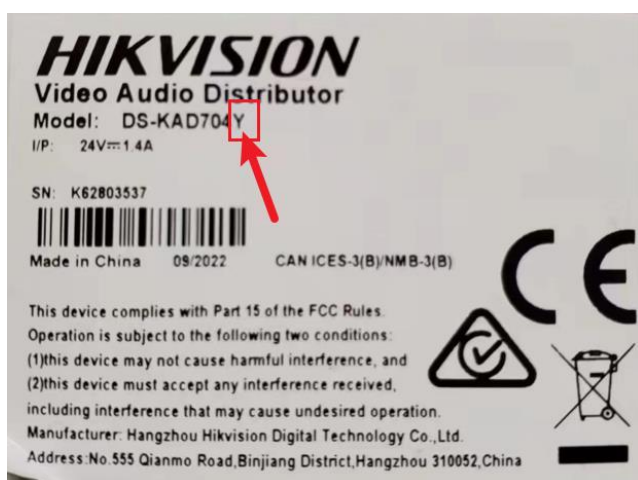 HIKVISION
Video Audio Distributor
Model: DS-KAD704Y
I/P: 24V⎓1.4A
SN: K62803537
Made in China 09/2022 CAN ICES-3(B)/NMB-3(B)
CE
This device complies with Part 15 of the FCC Rules.
Operation is subject to the following two conditions:
(1)this device may not cause harmful interference, and
(2)this device must accept any interference received,
including interference that may cause undesired operation.
Manufacturer: Hangzhou Hikvision Digital Technology Co.,Ltd.
Address:No.555 Qianmo Road,Binjiang District,Hangzhou 310052,China